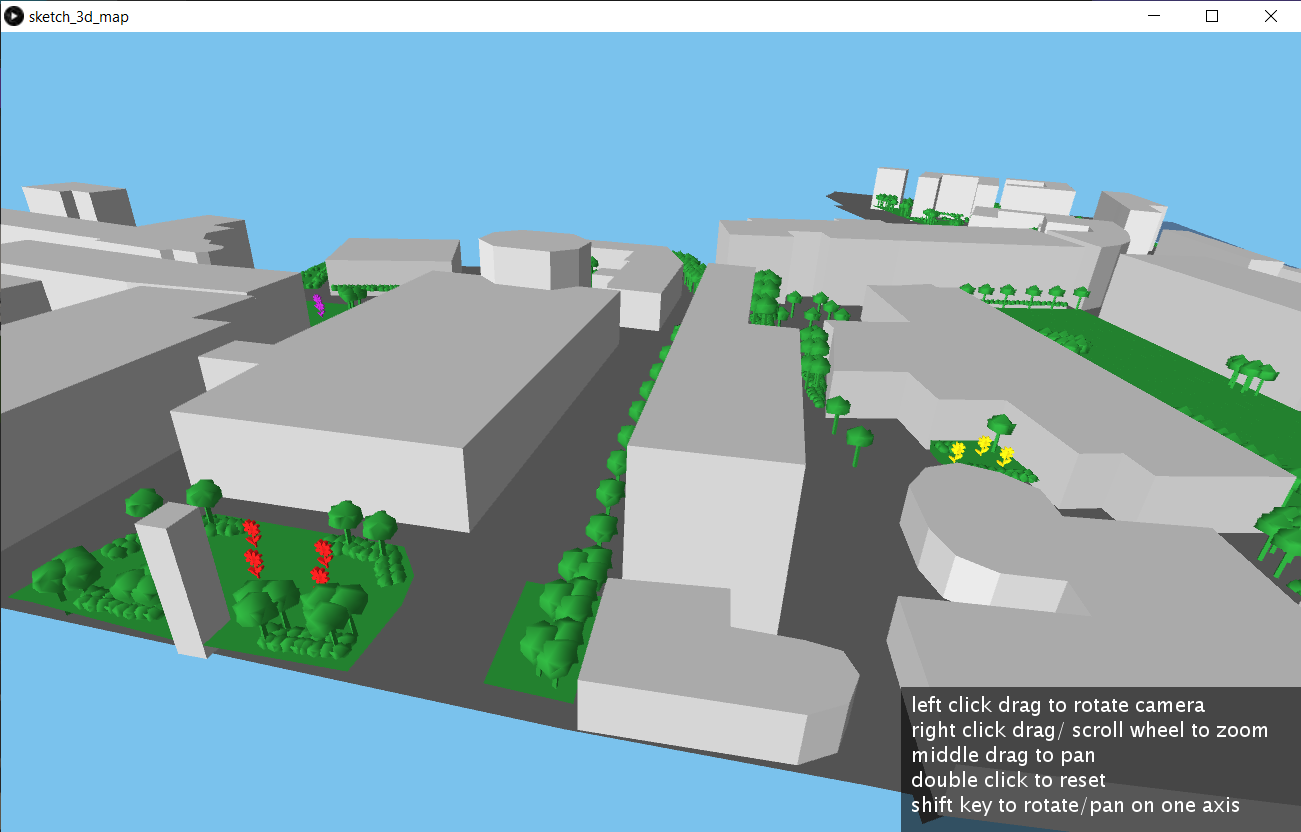 sketch_3d_map
left click drag to rotate camera
right click drag/ scroll wheel to zoom
middle drag to pan
double click to reset
shift key to rotate/pan on one axis